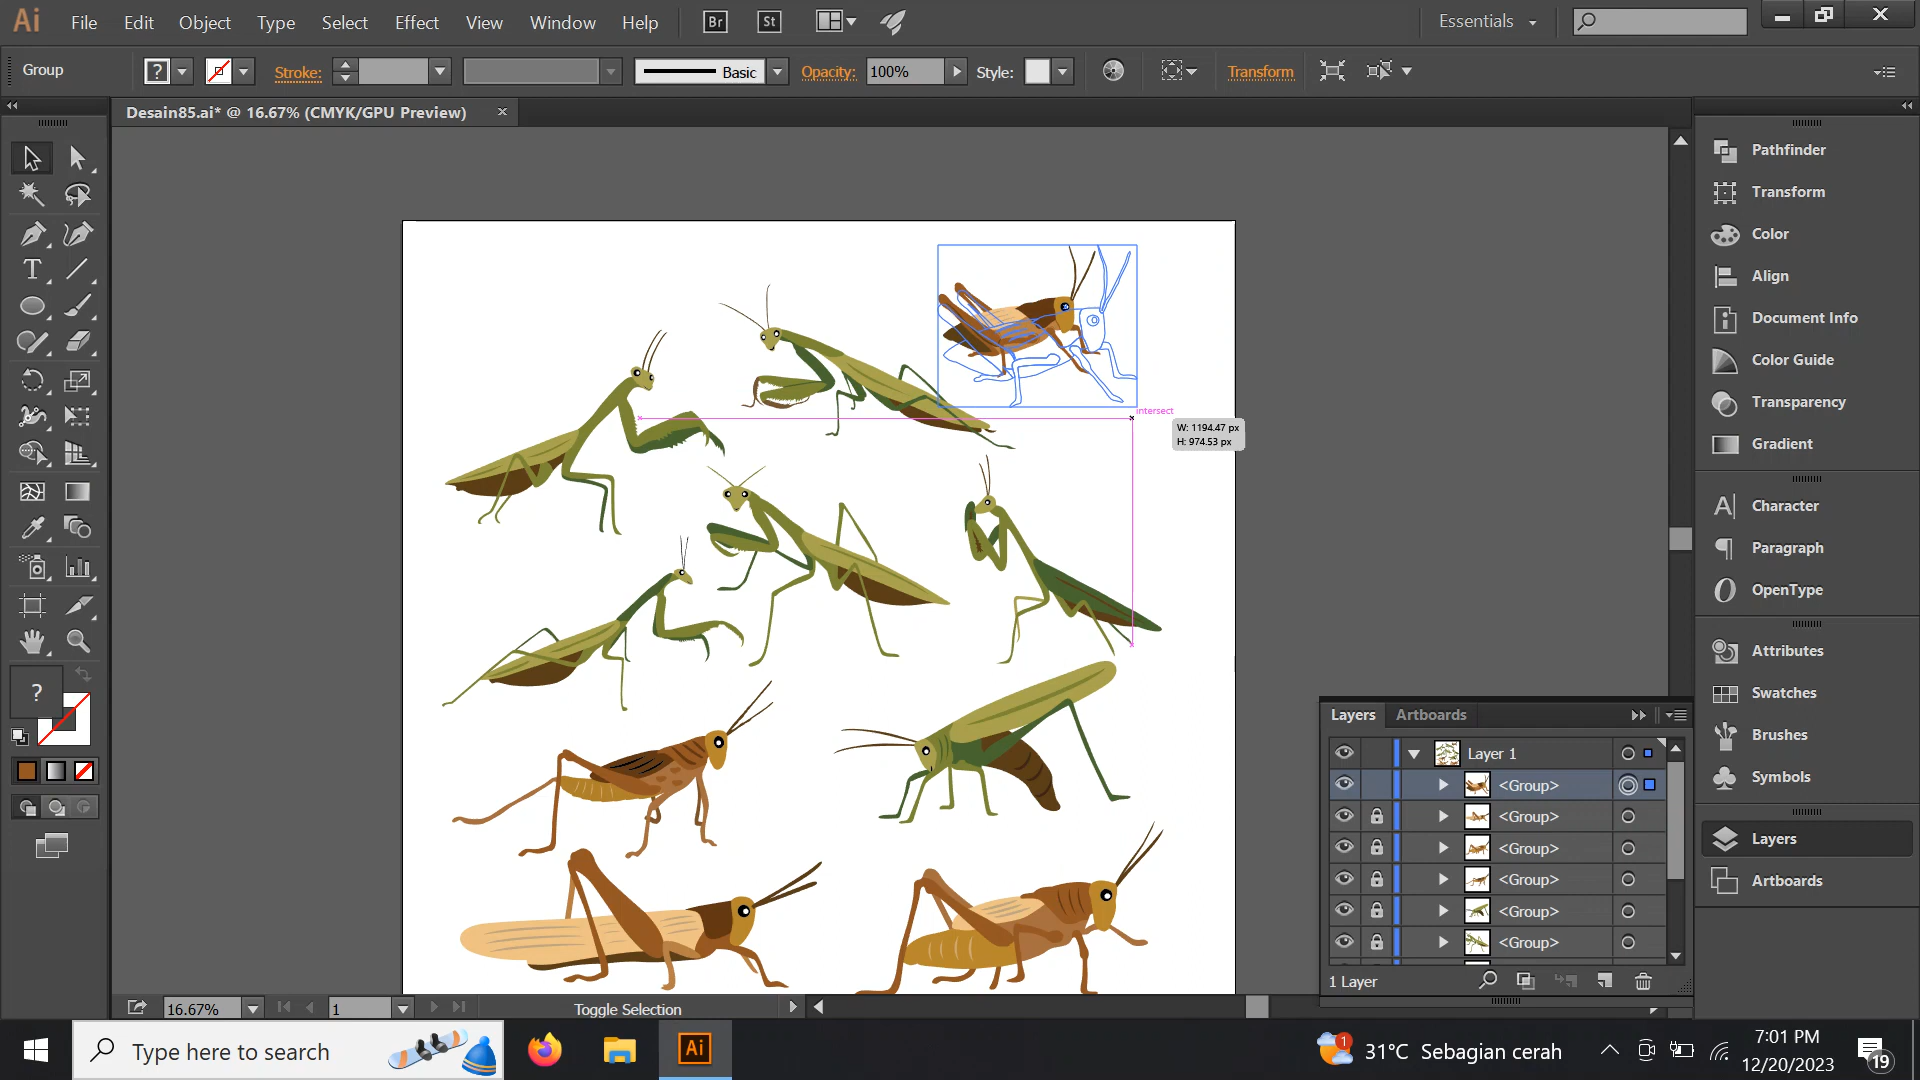 Ai File Edit Object Type Select Effect View Window Help Br St Essentials
Group ? Stroke: Basic Opacity: 100% Style: Transform
Desain85.ai* @ 16.67% (CMYK/GPU Preview)
Pathfinder
Transform
Color
Align
Document Info
Color Guide
Transparency
Gradient
Character
Paragraph
OpenType
Attributes
Swatches
Brushes
Symbols
Layers
Artboards
intersect
W: 1194.47 px
H: 974.53 px
?
Layers Artboards
Layer 1
<Group>
<Group>
<Group>
<Group>
<Group>
<Group>
1 Layer
16.67% 1 Toggle Selection
Type here to search Ai 1 31°C Sebagian cerah 7:01 PM
12/20/2023 19